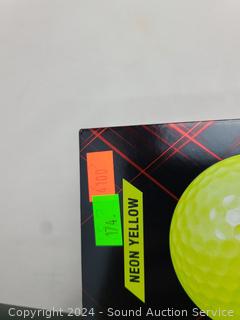 4100
174.
NEON YELLOW
Copyright 2024 - Sound Auction Service